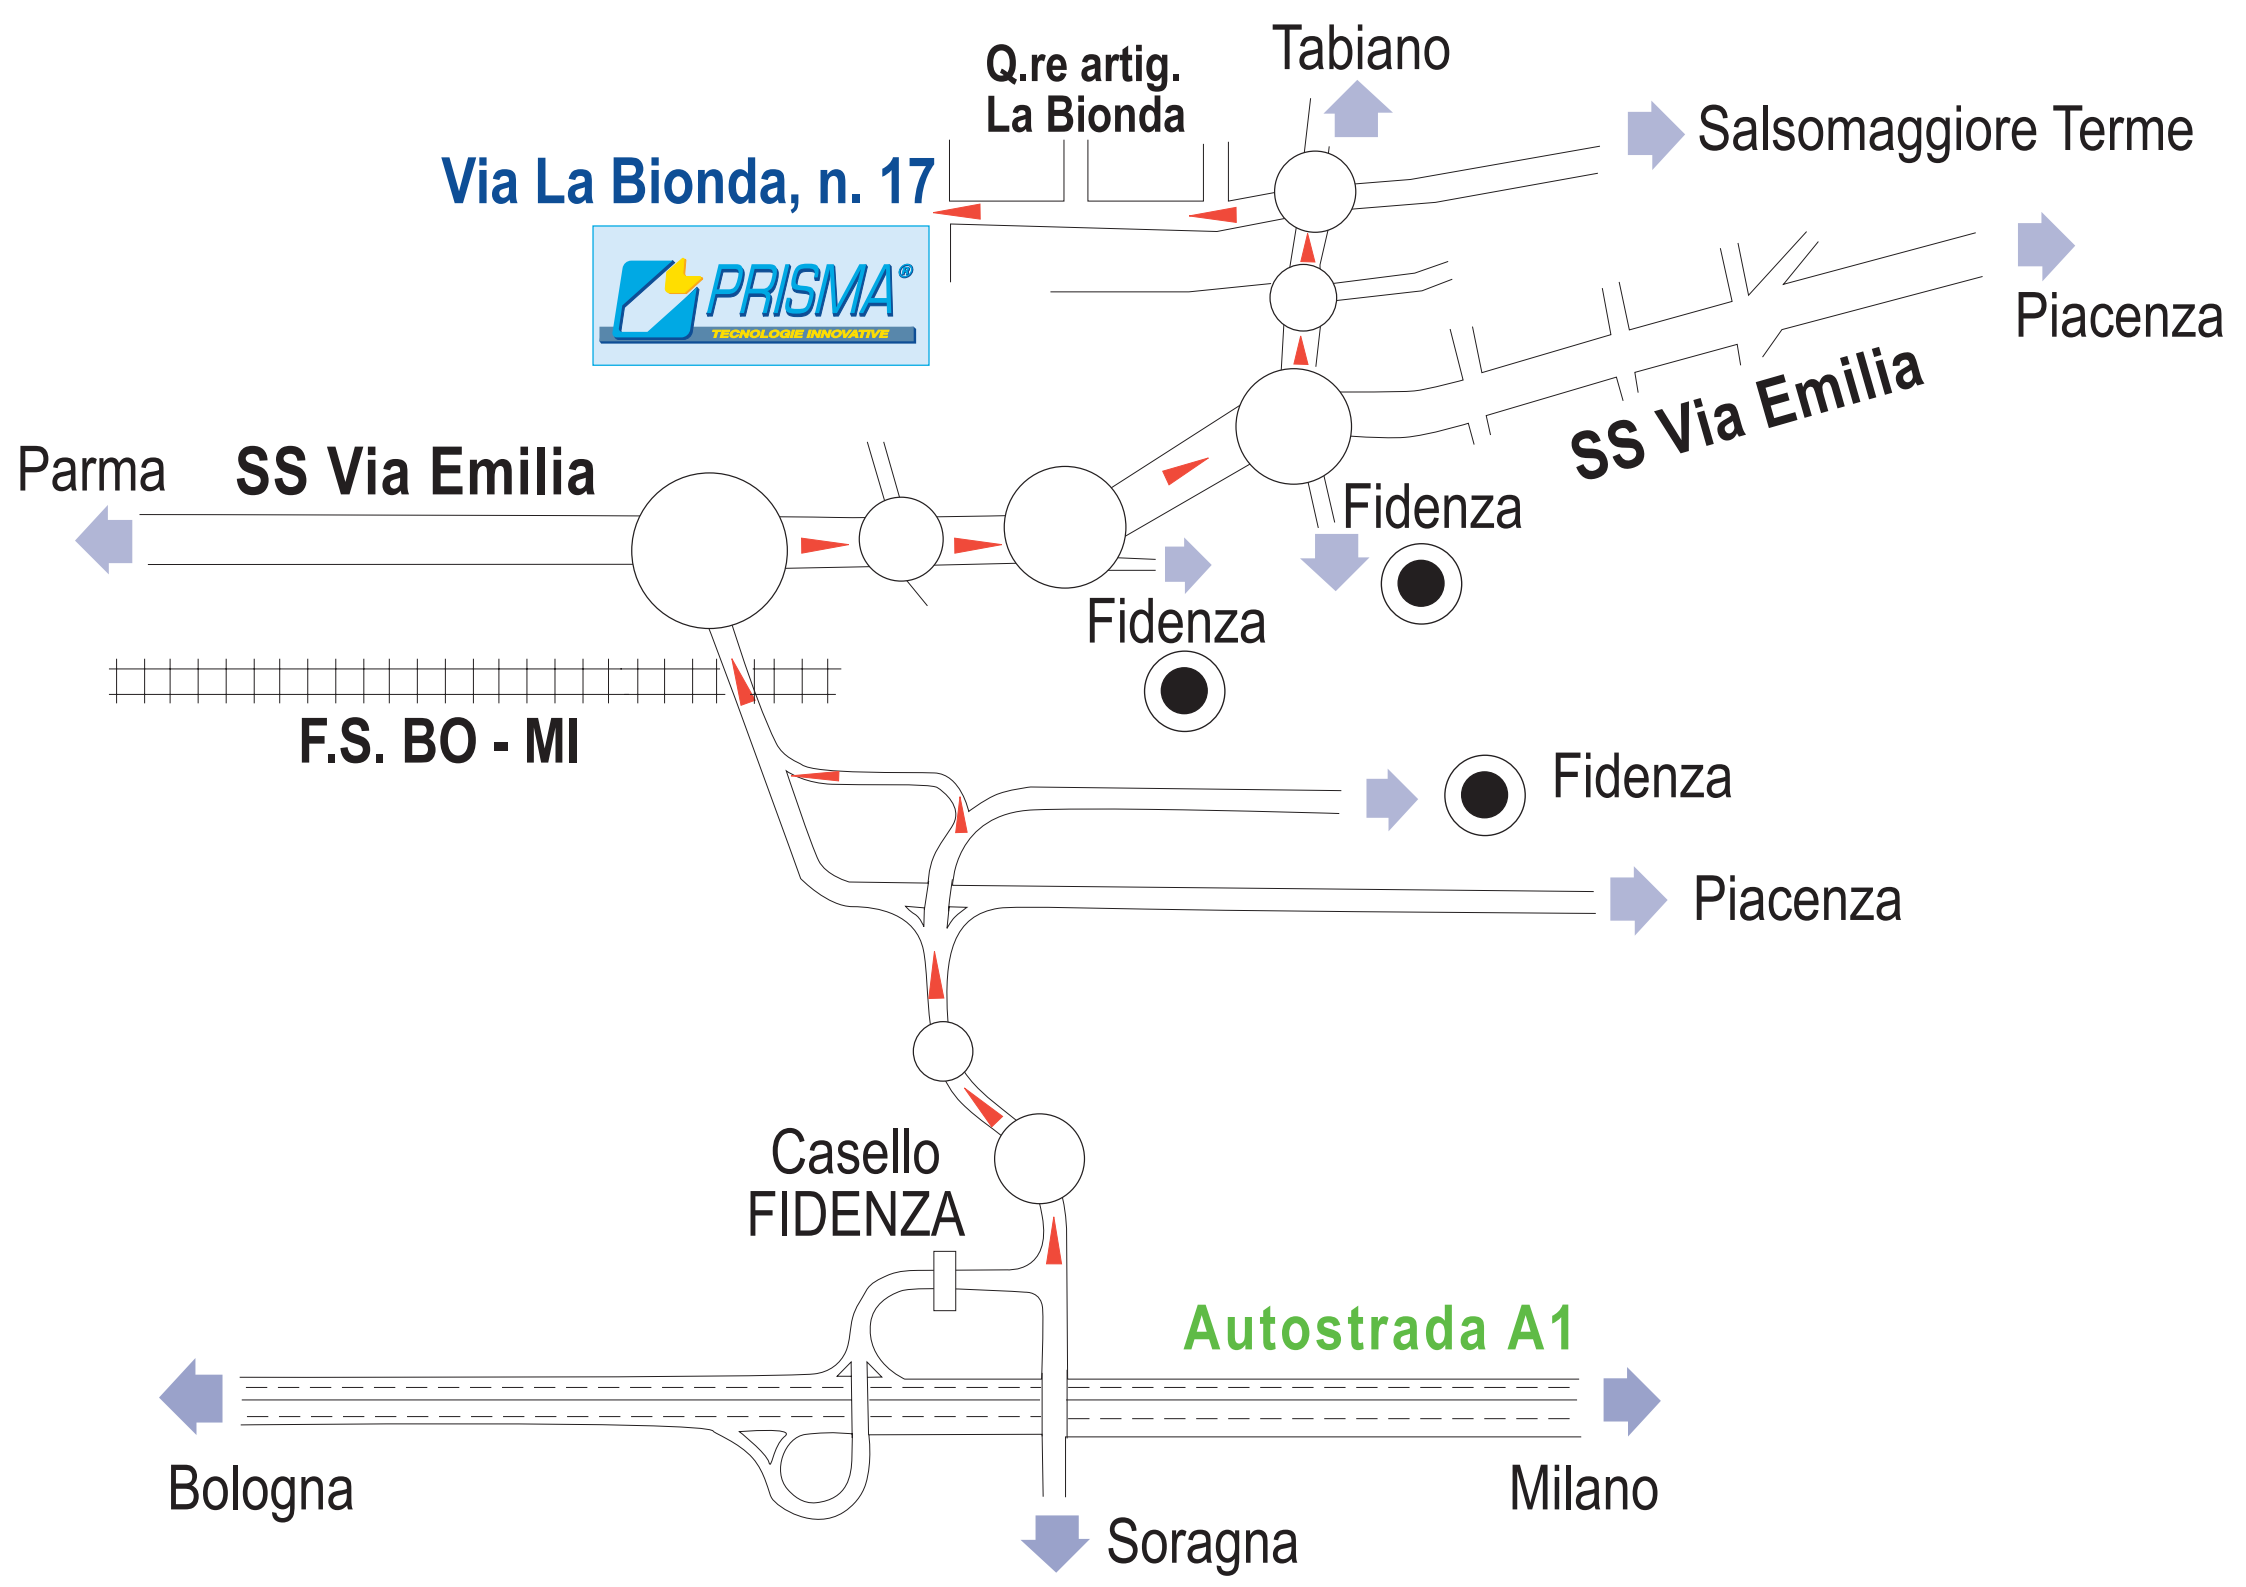 Tabiano
Q.re artig.
La Bionda
Salsomaggiore Terme
Via La Bionda, n. 17
PRISMA®
TECNOLOGIE INNOVATIVE
Piacenza
SS Via Emilia
Parma
SS Via Emilia
Fidenza
Fidenza
F.S. BO - MI
Fidenza
Piacenza
Casello
FIDENZA
Autostrada A1
Bologna
Milano
Soragna